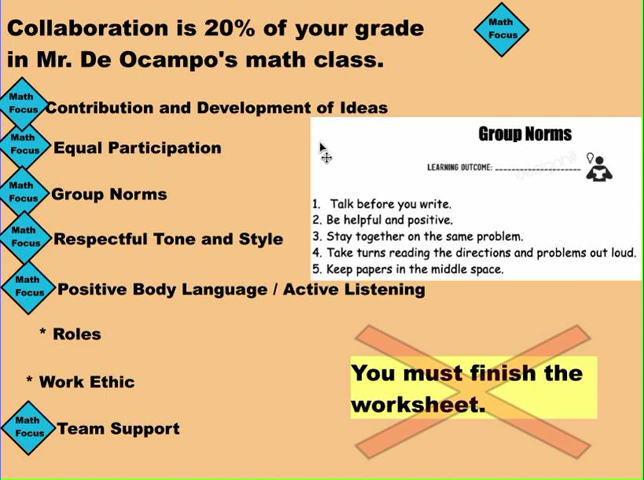 Collaboration is 20% of your grade
in Mr. De Ocampo's math class.
Math
Focus
Math
Focus
Contribution and Development of Ideas
Math
Focus
Equal Participation
Math
Focus
Group Norms
Math
Focus
Respectful Tone and Style
Math
Focus
Positive Body Language / Active Listening
* Roles
* Work Ethic
Math
Focus
Team Support
Group Norms
LEARNING OUTCOME:
1. Talk before you write.
2. Be helpful and positive.
3. Stay together on the same problem.
4. Take turns reading the directions and problems out loud.
5. Keep papers in the middle space.
You must finish the
worksheet.